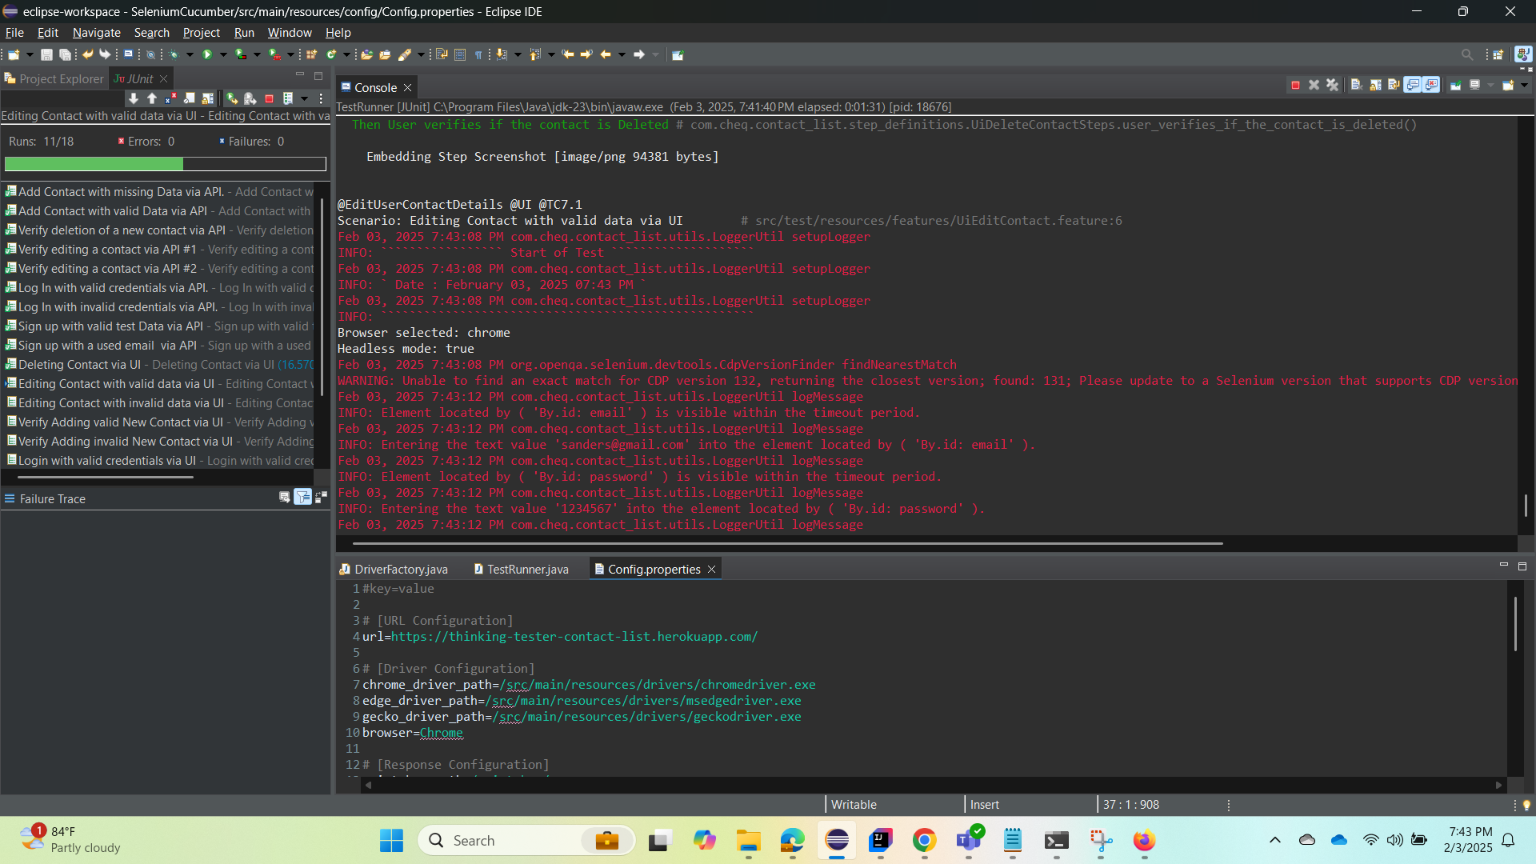 eclipse-workspace - SeleniumCucumber/src/main/resources/config/Config.properties - Eclipse IDE
File Edit Navigate Search Project Run Window Help
Project Explorer JUnit
Editing Contact with valid data via UI - Editing Contact with va
Runs: 11/18 Errors: 0 Failures: 0
Add Contact with missing Data via API. - Add Contact w
Add Contact with valid Data via API - Add Contact with
Verify deletion of a new contact via API - Verify deletion
Verify editing a contact via API #1 - Verify editing a cont
Verify editing a contact via API #2 - Verify editing a cont
Log In with valid credentials via API. - Log In with valid c
Log In with invalid credentials via API. - Log In with inva
Sign up with valid test Data via API - Sign up with valid
Sign up with a used email via API - Sign up with a used
Deleting Contact via UI - Deleting Contact via UI (16.570
Editing Contact with valid data via UI - Editing Contact
Editing Contact with invalid data via UI - Editing Contac
Verify Adding valid New Contact via UI - Verify Adding v
Verify Adding invalid New Contact via UI - Verify Adding
Login with valid credentials via UI - Login with valid cred
Failure Trace
Console
TestRunner [JUnit] C:\Program Files\Java\jdk-23\bin\javaw.exe (Feb 3, 2025, 7:41:40 PM elapsed: 0:01:31) [pid: 18676]
Then User verifies if the contact is Deleted # com.cheq.contact_list.step_definitions.UiDeleteContactSteps.user_verifies_if_the_contact_is_deleted()
Embedding Step Screenshot [image/png 94381 bytes]
@EditUserContactDetails @UI @TC7.1
Scenario: Editing Contact with valid data via UI # src/test/resources/features/UiEditContact.feature:6
Feb 03, 2025 7:43:08 PM com.cheq.contact_list.utils.LoggerUtil setupLogger
INFO: ````````````````` Start of Test ````````````````````
Feb 03, 2025 7:43:08 PM com.cheq.contact_list.utils.LoggerUtil setupLogger
INFO: ` Date : February 03, 2025 07:43 PM `
Feb 03, 2025 7:43:08 PM com.cheq.contact_list.utils.LoggerUtil setupLogger
INFO: ````````````````````````````````````````````````````
Browser selected: chrome
Headless mode: true
Feb 03, 2025 7:43:08 PM org.openqa.selenium.devtools.CdpVersionFinder findNearestMatch
WARNING: Unable to find an exact match for CDP version 132, returning the closest version; found: 131; Please update to a Selenium version that supports CDP version
Feb 03, 2025 7:43:12 PM com.cheq.contact_list.utils.LoggerUtil logMessage
INFO: Element located by ( 'By.id: email' ) is visible within the timeout period.
Feb 03, 2025 7:43:12 PM com.cheq.contact_list.utils.LoggerUtil logMessage
INFO: Entering the text value 'sanders@gmail.com' into the element located by ( 'By.id: email' ).
Feb 03, 2025 7:43:12 PM com.cheq.contact_list.utils.LoggerUtil logMessage
INFO: Element located by ( 'By.id: password' ) is visible within the timeout period.
Feb 03, 2025 7:43:12 PM com.cheq.contact_list.utils.LoggerUtil logMessage
INFO: Entering the text value '1234567' into the element located by ( 'By.id: password' ).
Feb 03, 2025 7:43:12 PM com.cheq.contact_list.utils.LoggerUtil logMessage
DriverFactory.java TestRunner.java Config.properties
1 #key=value
2
3 # [URL Configuration]
4 url=https://thinking-tester-contact-list.herokuapp.com/
5
6 # [Driver Configuration]
7 chrome_driver_path=/src/main/resources/drivers/chromedriver.exe
8 edge_driver_path=/src/main/resources/drivers/msedgedriver.exe
9 gecko_driver_path=/src/main/resources/drivers/geckodriver.exe
10 browser=Chrome
11
12 # [Response Configuration]
Writable Insert 37 : 1 : 908
1 84°F
Partly cloudy
Search
7:43 PM
2/3/2025